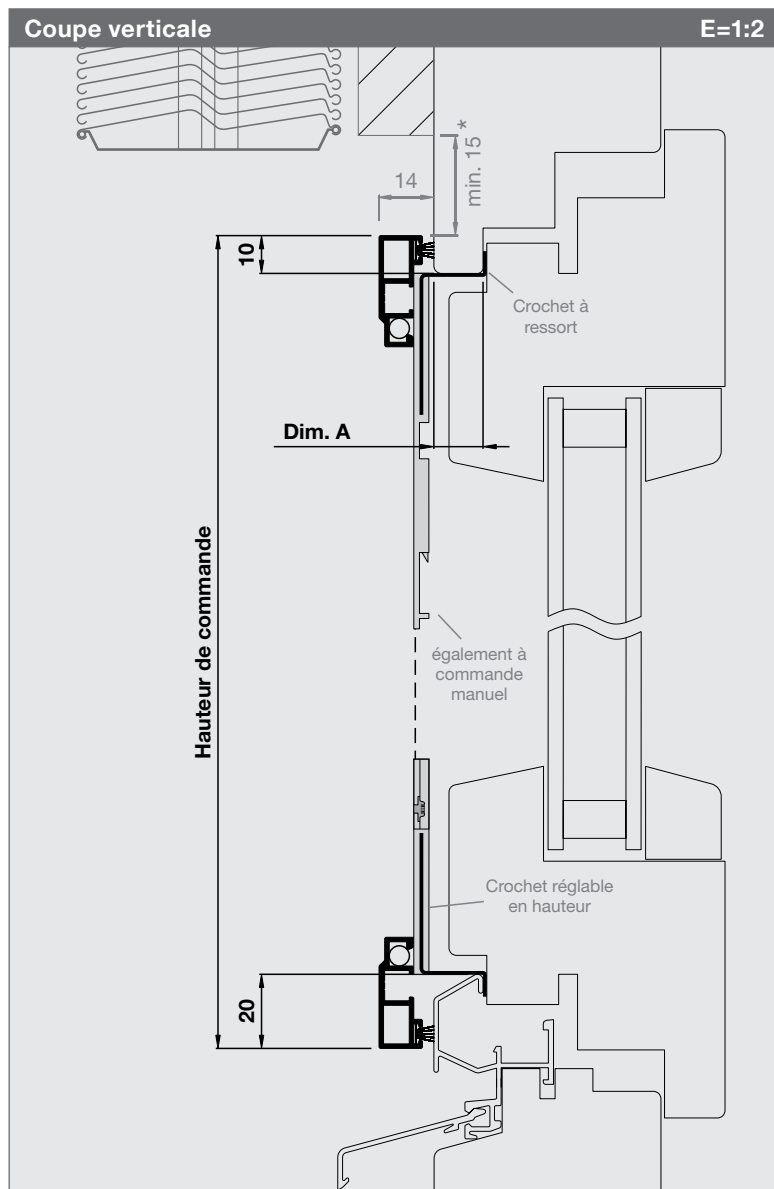 Coupe verticale E=1:2
min. 15*
14
10
Crochet à
ressort
Dim. A
Hauteur de commande
également à
commande
manuel
Crochet réglable
en hauteur
20